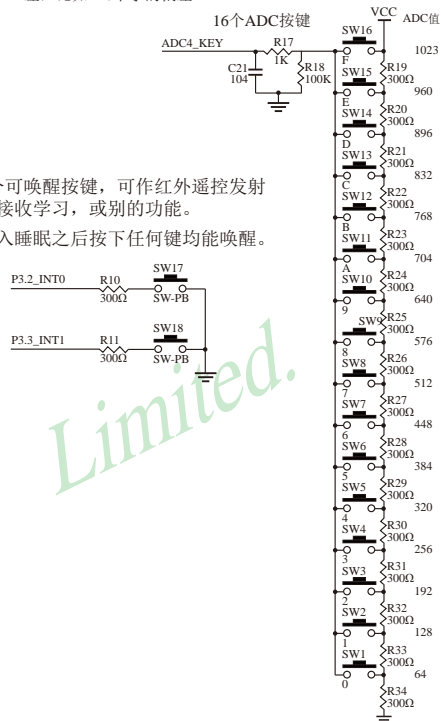 16个ADC按键
VCC
ADC值
ADC4_KEY
R17
1K
C21
104
R18
100K
SW16
F
1023
R19
300Ω
SW15
E
960
R20
300Ω
SW14
D
896
R21
300Ω
SW13
C
832
R22
300Ω
SW12
B
768
R23
300Ω
SW11
A
704
R24
300Ω
SW10
9
640
R25
300Ω
SW9
8
576
R26
300Ω
SW8
7
512
R27
300Ω
SW7
6
448
R28
300Ω
SW6
5
384
R29
300Ω
SW5
4
320
R30
300Ω
SW4
3
256
R31
300Ω
SW3
2
192
R32
300Ω
SW2
1
128
R33
300Ω
SW1
0
64
R34
300Ω
可唤醒按键，可作红外遥控发射
接收学习，或别的功能。
入睡眠之后按下任何键均能唤醒。
P3.2_INT0
R10
300Ω
SW17
SW-PB
P3.3_INT1
R11
300Ω
SW18
SW-PB
Limited.